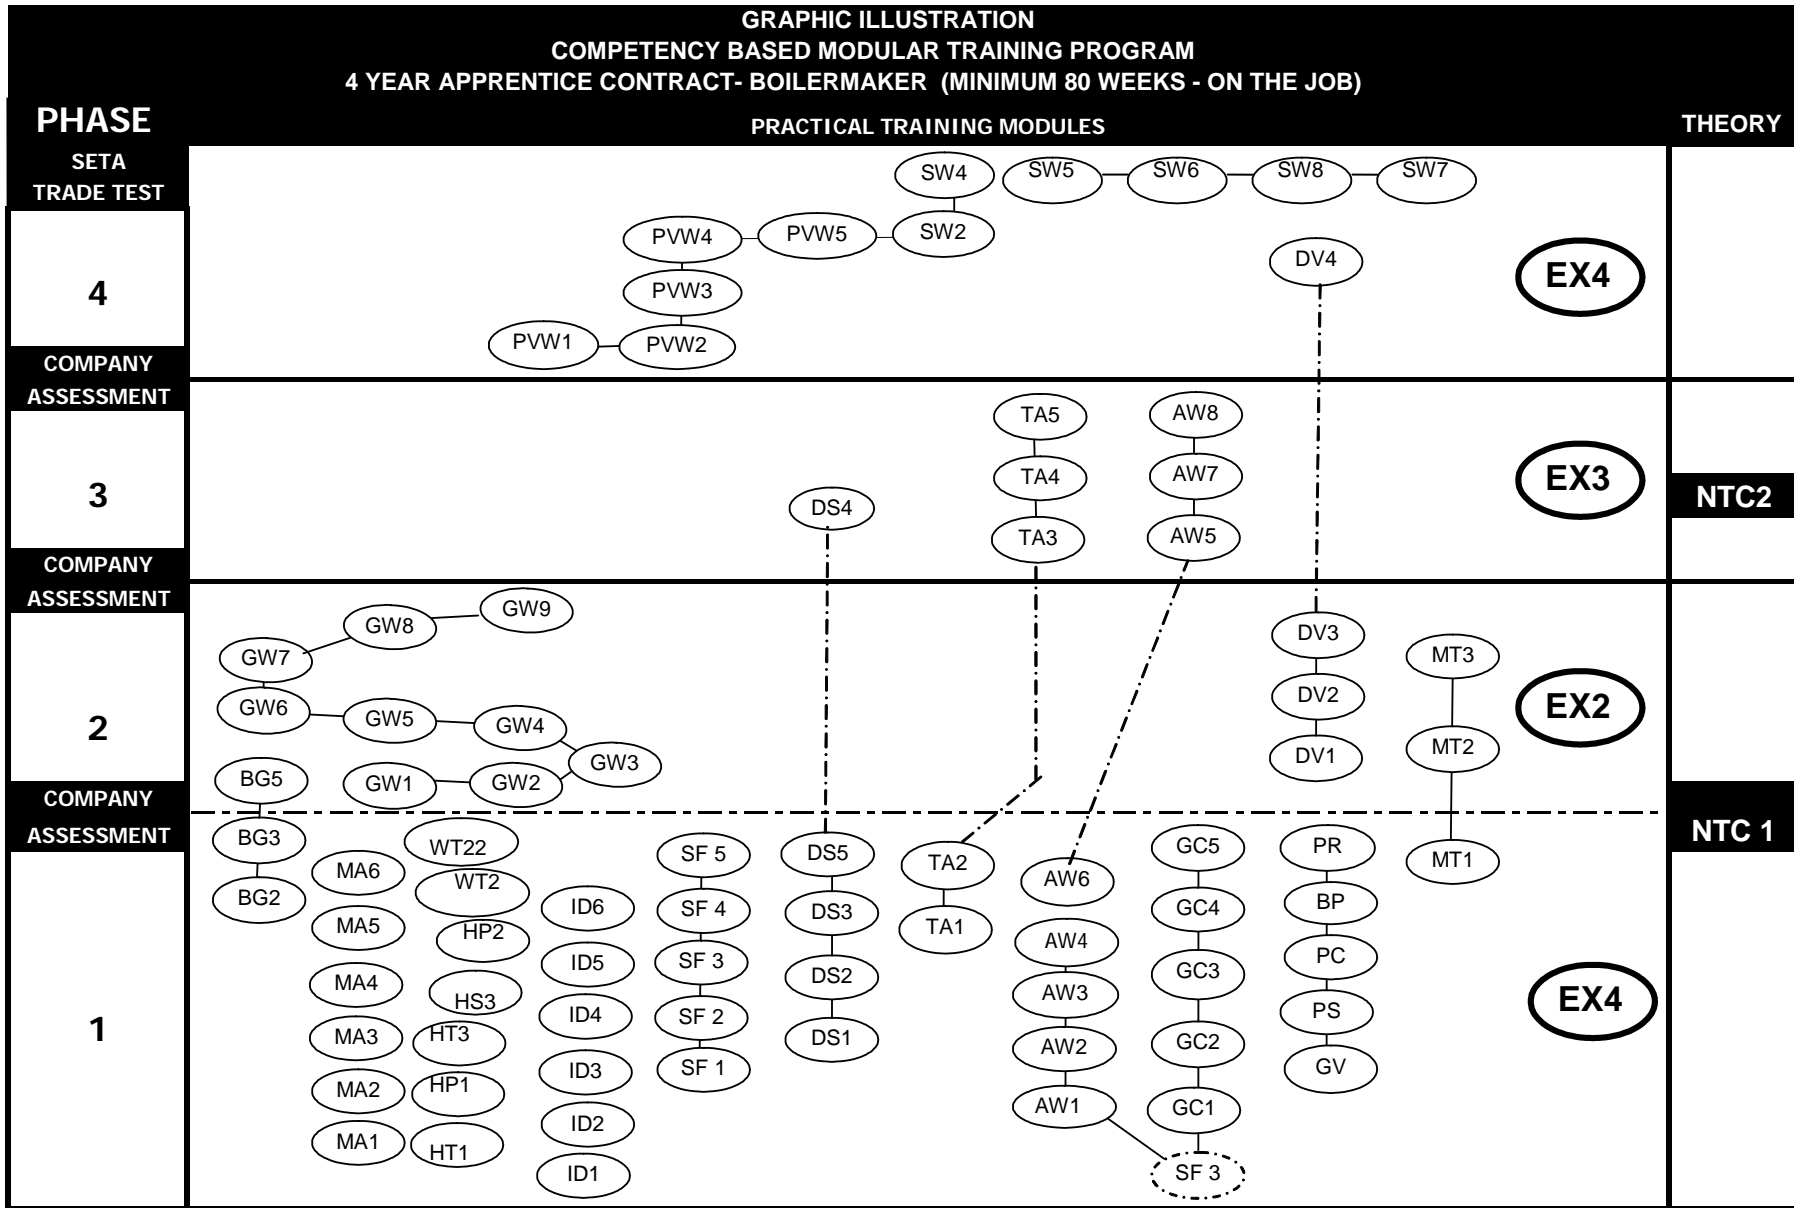 GRAPHIC ILLUSTRATION
COMPETENCY BASED MODULAR TRAINING PROGRAM
4 YEAR APPRENTICE CONTRACT- BOILERMAKER (MINIMUM 80 WEEKS - ON THE JOB)
PHASE PRACTICAL TRAINING MODULES THEORY
SETA
TRADE TEST
SW4 SW5 SW6 SW8 SW7
PVW4 PVW5 SW2
DV4
4 PVW3 EX4
PVW1 PVW2
COMPANY
ASSESSMENT
TA5 AW8
TA4 AW7 EX3
3 DS4 NTC2
TA3 AW5
COMPANY
ASSESSMENT
GW8 GW9
GW7 DV3 MT3
GW6 GW5 GW4 DV2 EX2
2 GW3 DV1 MT2
BG5 GW1 GW2
COMPANY
ASSESSMENT
NTC 1
BG3 WT22 SF 5 DS5 TA2 GC5 PR MT1
BG2 MA6 WT2 ID6 SF 4 DS3 AW6 GC4 BP
MA5 HP2 TA1 AW4
MA4 HS3 ID5 SF 3 DS2 AW3 GC3 PC
1 MA3 HT3 ID4 SF 2 DS1 AW2 GC2 PS EX4
MA2 HP1 ID3 SF 1 AW1 GC1 GV
MA1 HT1 ID2
ID1 SF 3